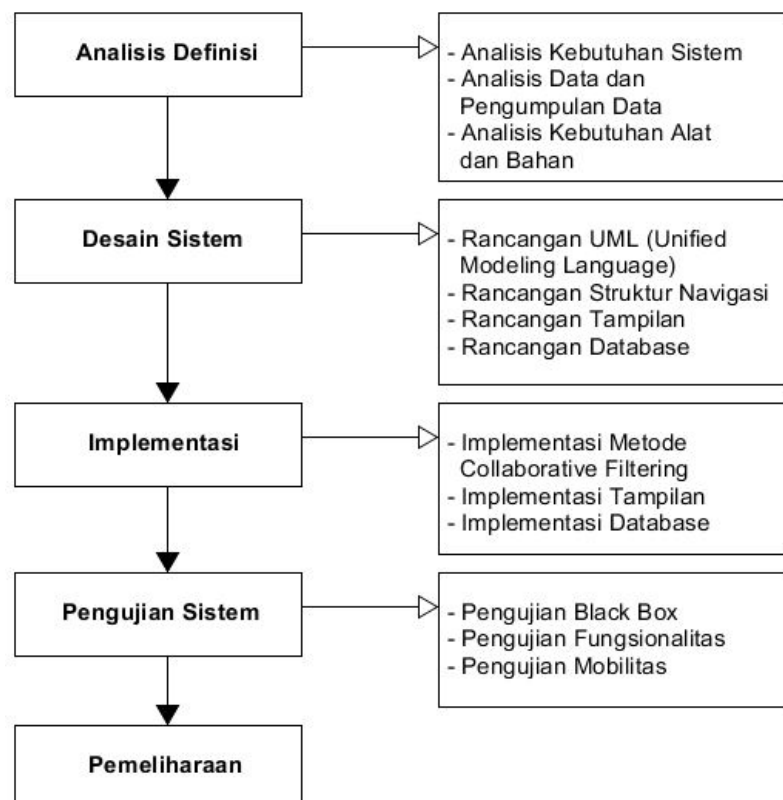 Analisis Definisi
- Analisis Kebutuhan Sistem
- Analisis Data dan
Pengumpulan Data
- Analisis Kebutuhan Alat
dan Bahan
Desain Sistem
- Rancangan UML (Unified
Modeling Language)
- Rancangan Struktur Navigasi
- Rancangan Tampilan
- Rancangan Database
Implementasi
- Implementasi Metode
Collaborative Filtering
- Implementasi Tampilan
- Implementasi Database
Pengujian Sistem
- Pengujian Black Box
- Pengujian Fungsionalitas
- Pengujian Mobilitas
Pemeliharaan